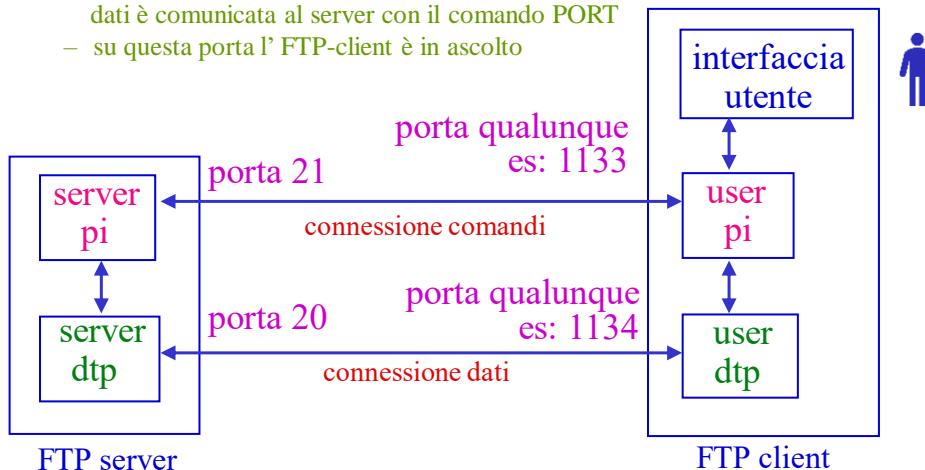 dati è comunicata al server con il comando PORT
– su questa porta l’ FTP-client è in ascolto
interfaccia
utente
porta qualunque
es: 1133
porta 21
server
pi
user
pi
connessione comandi
porta qualunque
es: 1134
porta 20
server
dtp
user
dtp
connessione dati
FTP server
FTP client